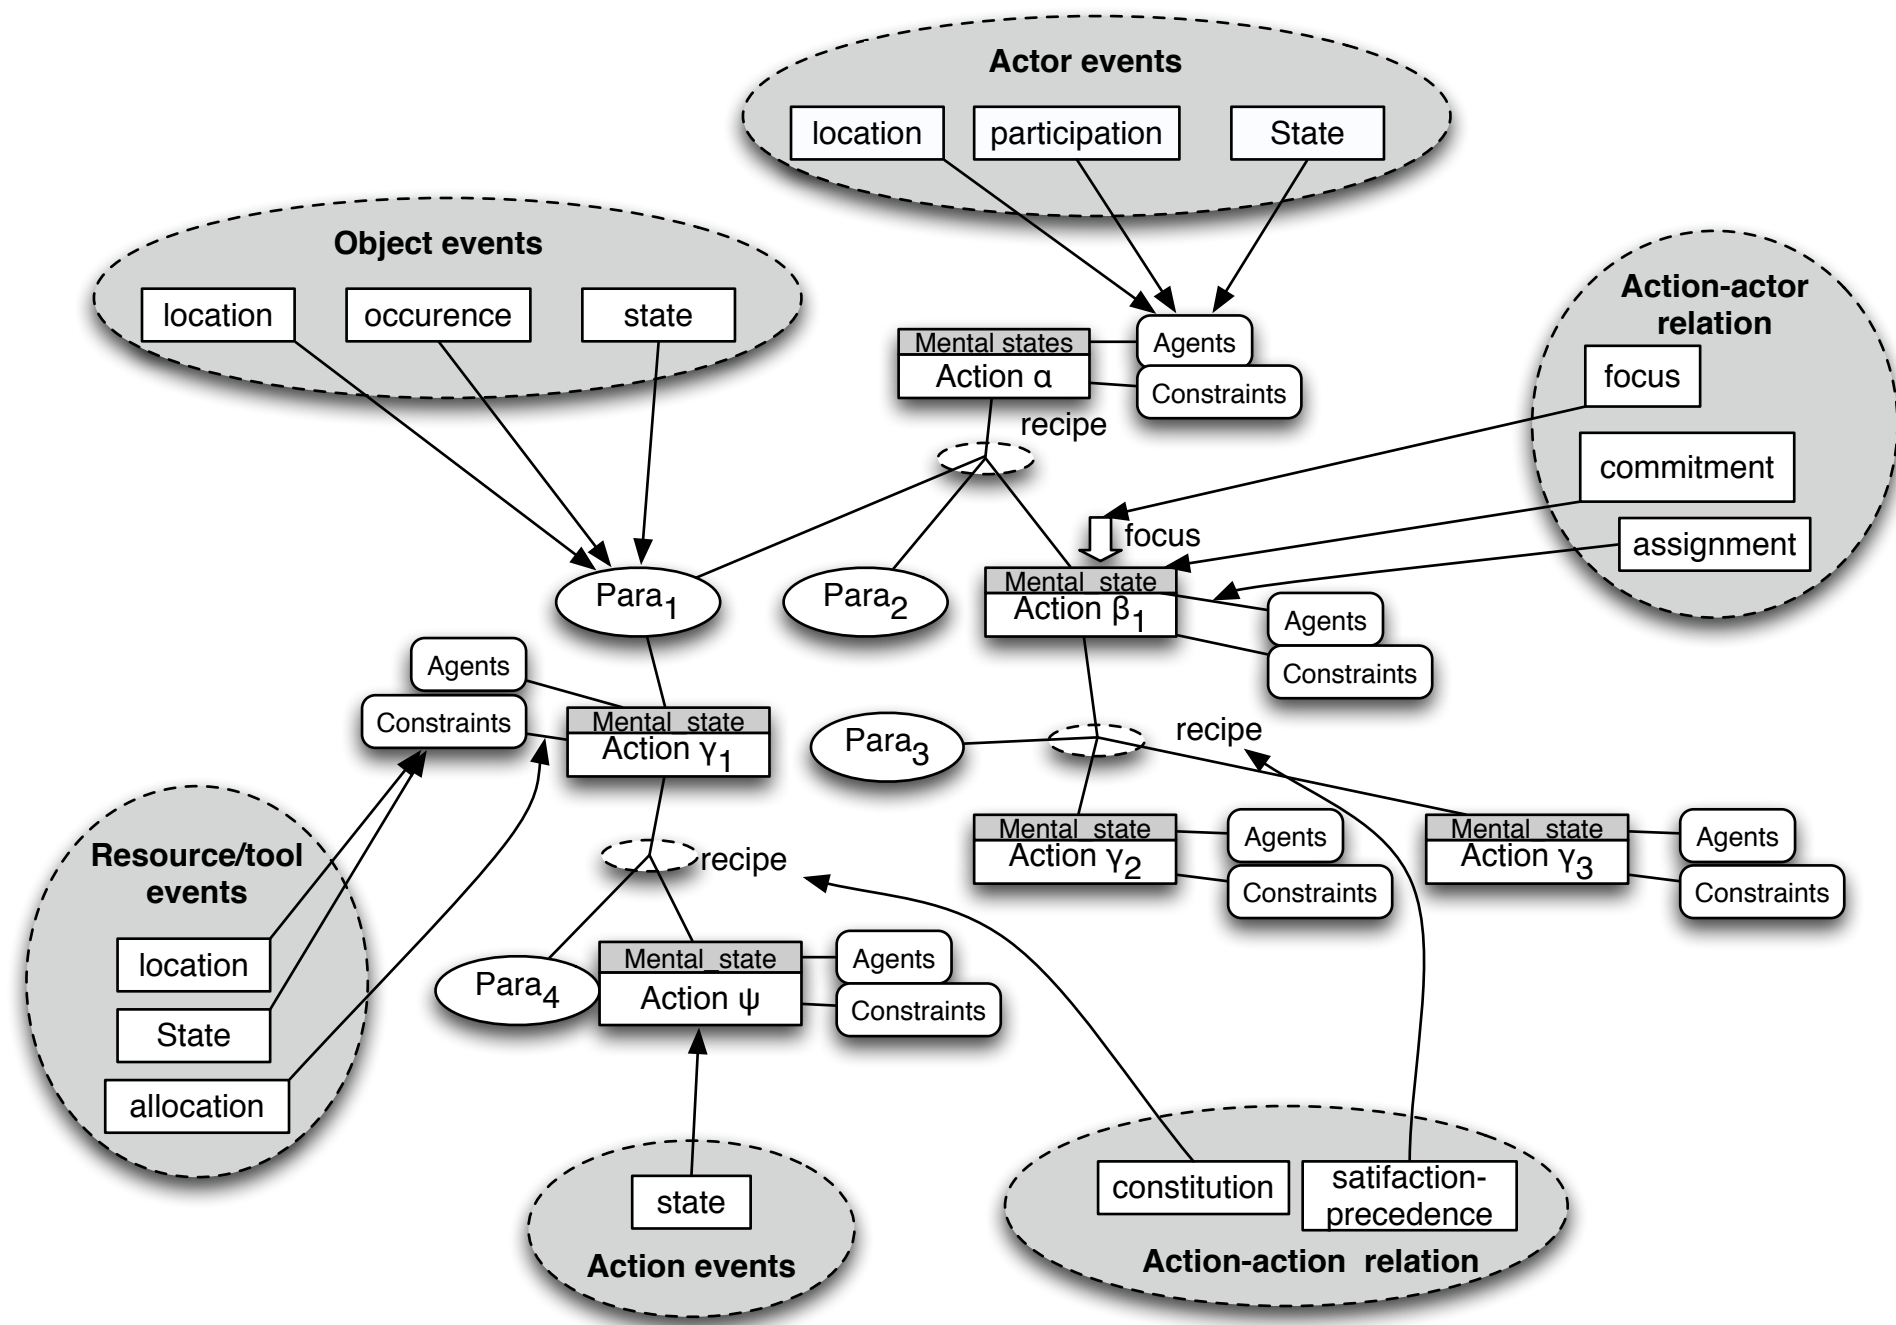 Actor events
location
participation
State
Object events
location
occurence
state
Action-actor
relation
focus
commitment
assignment
Mental states
Action α
Agents
Constraints
recipe
focus
Para1
Para2
Mental_state
Action β1
Agents
Constraints
Agents
Constraints
Mental_state
Action γ1
Para3
recipe
Mental_state
Action γ2
Agents
Constraints
Mental_state
Action γ3
Agents
Constraints
Resource/tool
events
location
State
allocation
recipe
Para4
Mental_state
Action ψ
Agents
Constraints
state
Action events
constitution
satifaction-
precedence
Action-action relation